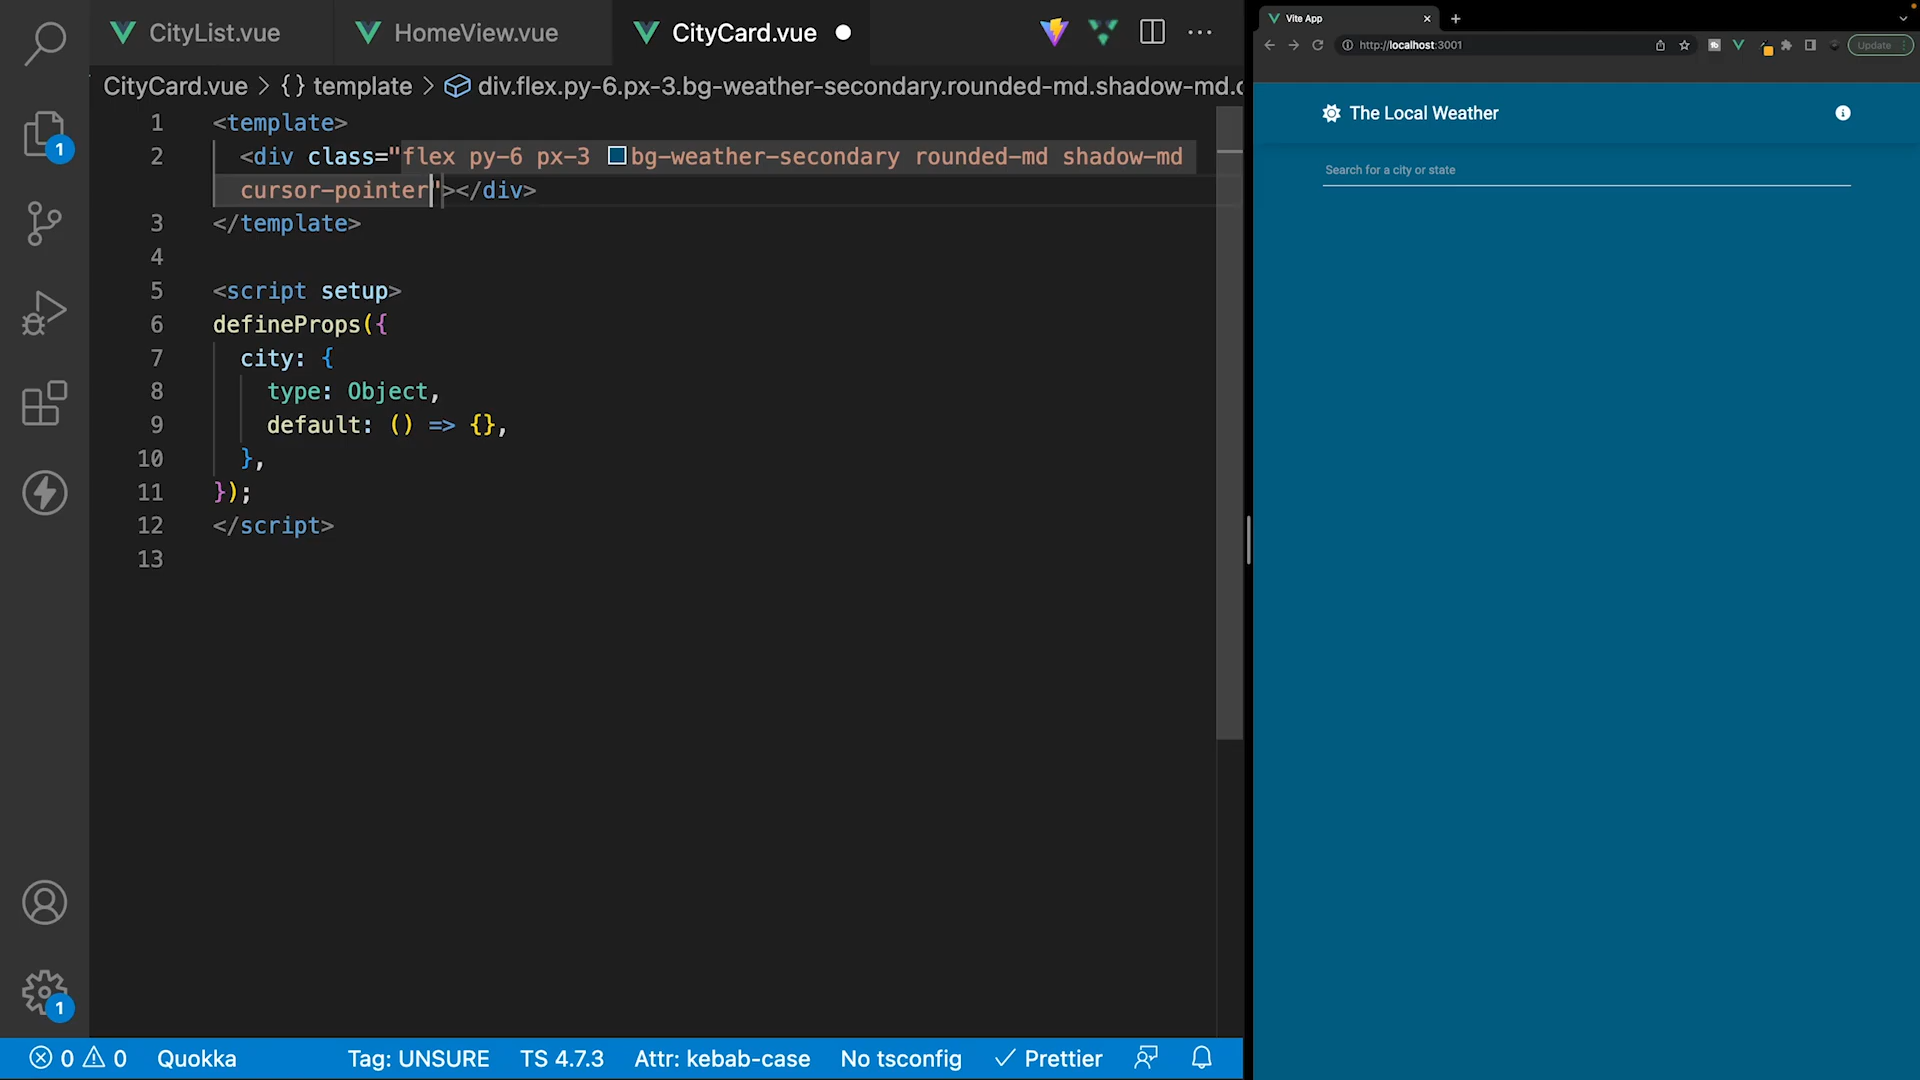 CityList.vue
HomeView.vue
CityCard.vue
CityCard.vue > {} template > div.flex.py-6.px-3.bg-weather-secondary.rounded-md.shadow-md.c
1 <template>
2 <div class="flex py-6 px-3 bg-weather-secondary rounded-md shadow-md
cursor-pointer"></div>
3 </template>
4
5 <script setup>
6 defineProps({
7 city: {
8 type: Object,
9 default: () => {},
10 },
11 });
12 </script>
13
1
1
0 0 Quokka Tag: UNSURE TS 4.7.3 Attr: kebab-case No tsconfig Prettier
Vite App
http://localhost:3001
Update
The Local Weather
Search for a city or state